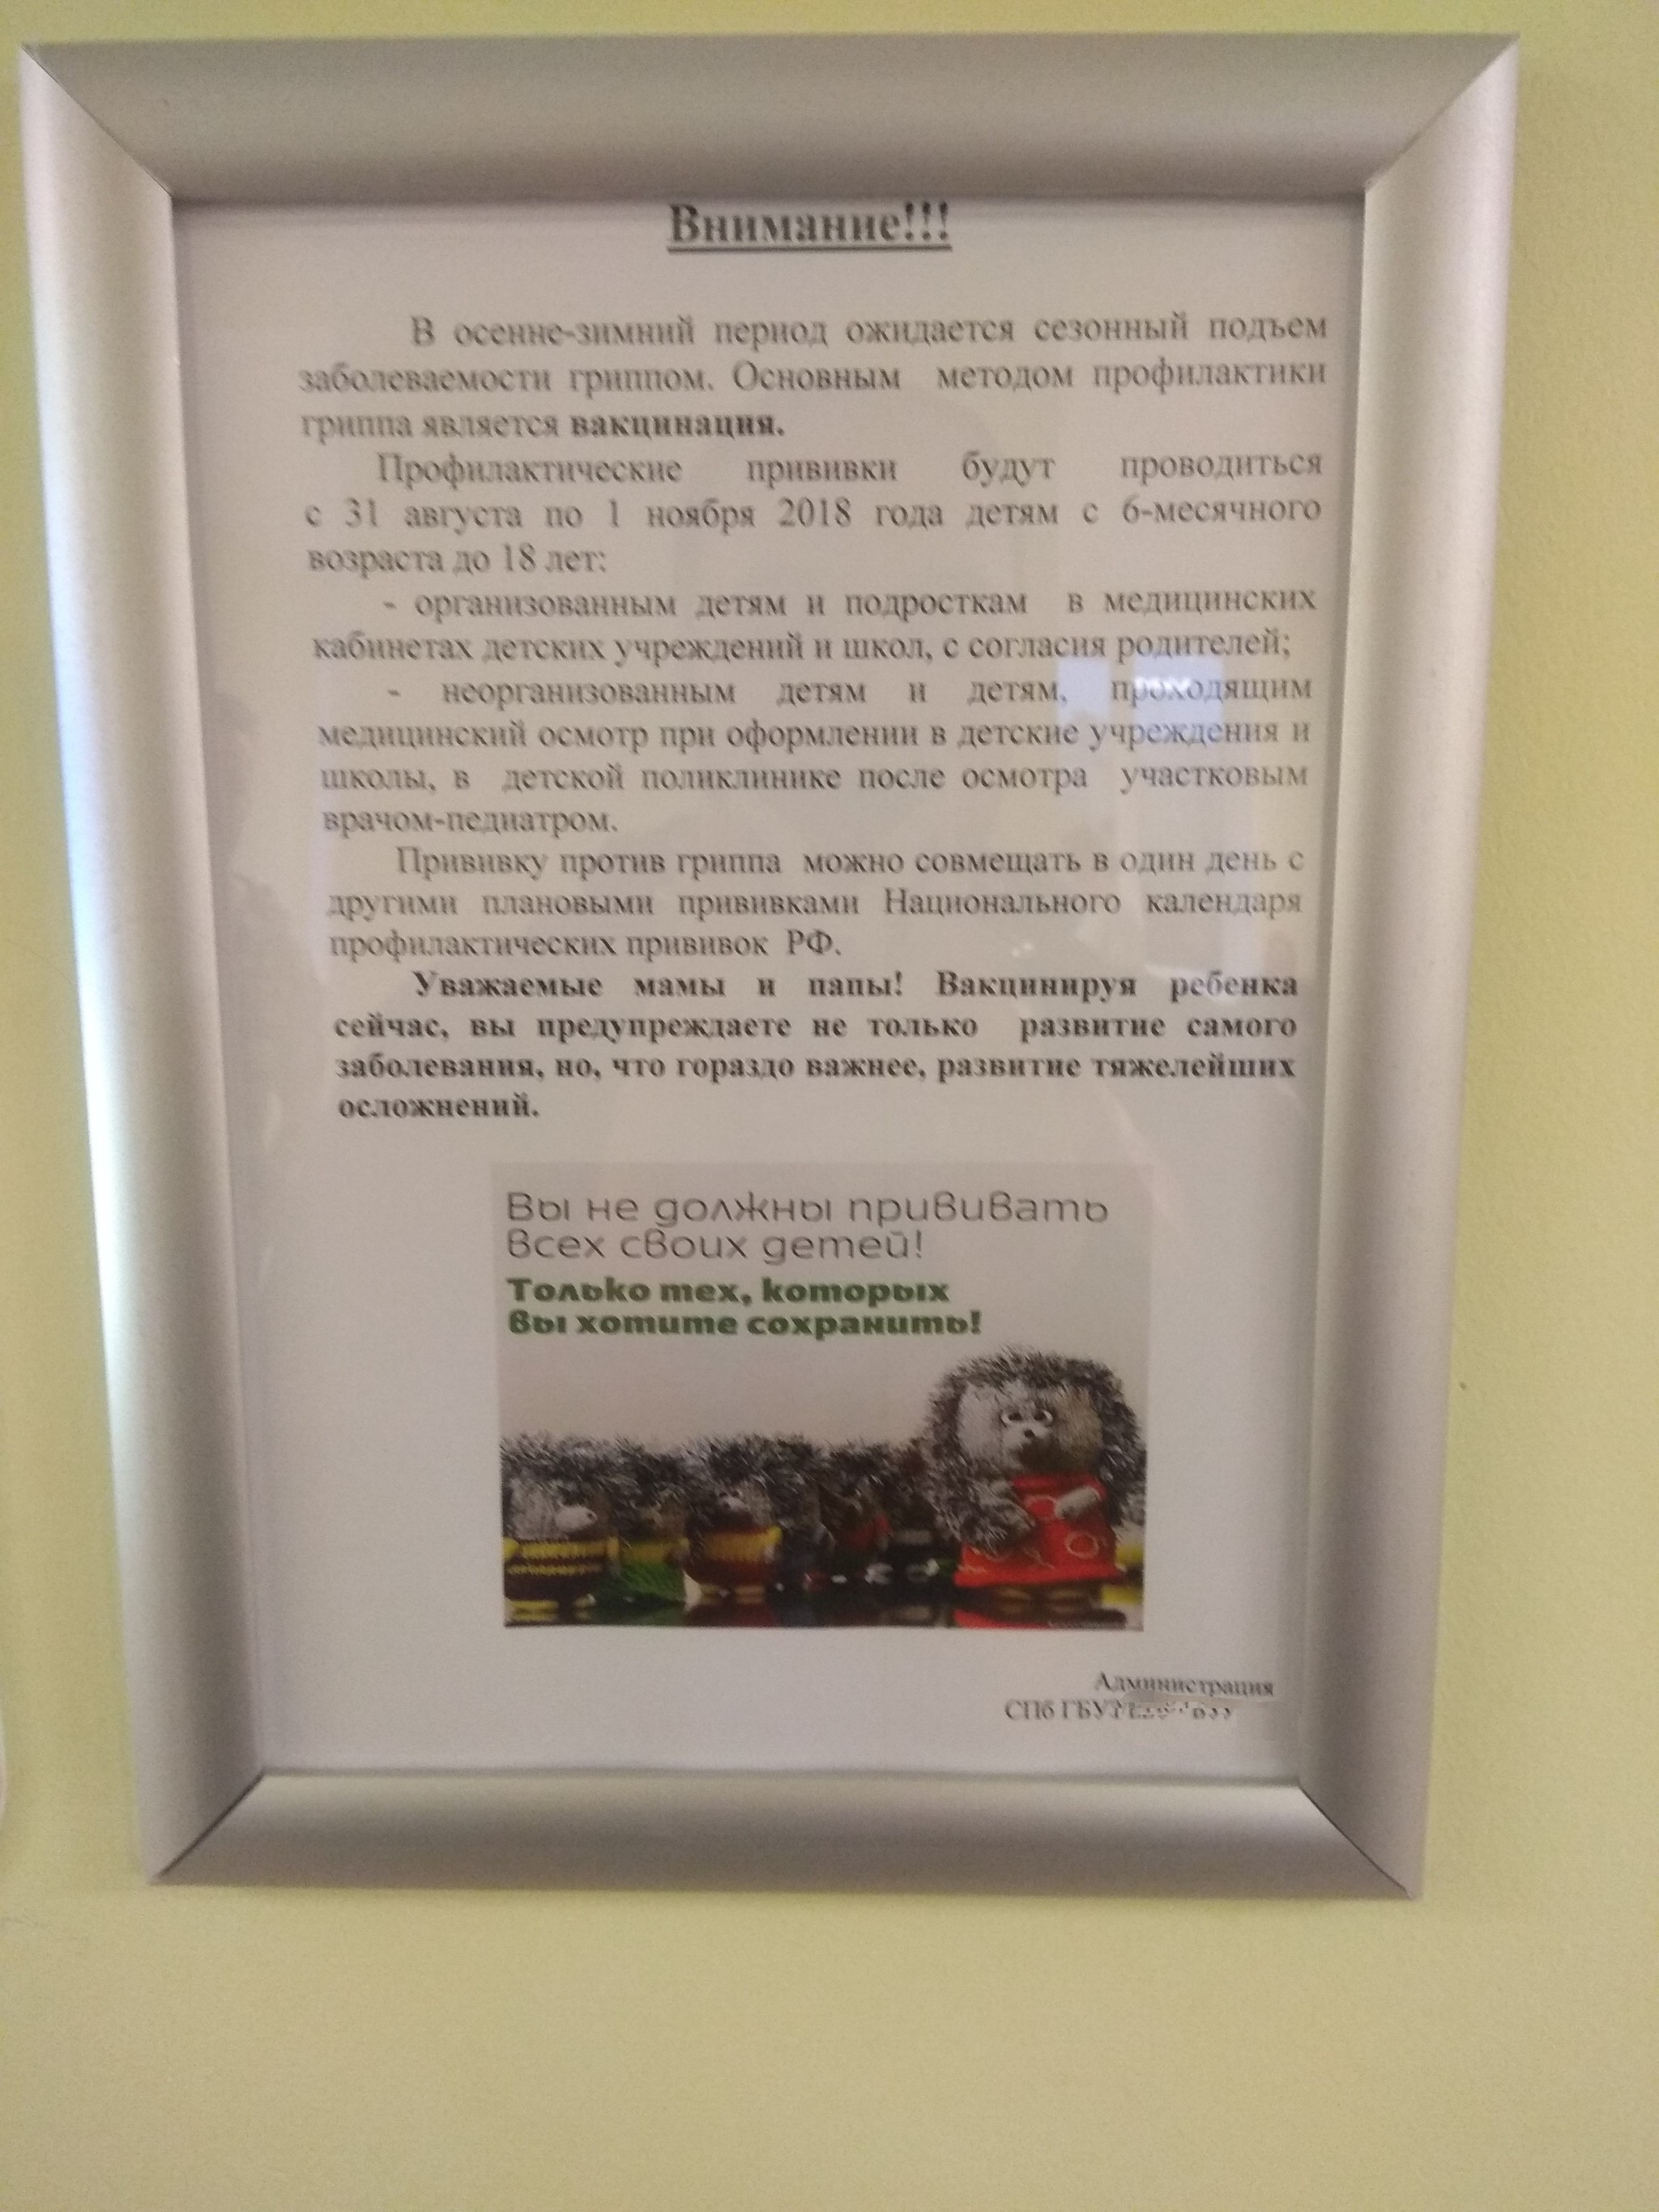 Внимание!!!
В осенне-зимний период ожидается сезонный подъем
заболеваемости гриппом. Основным методом профилактики
гриппа является вакцинация.
Профилактические прививки будут проводиться
с 31 августа по 1 ноября 2018 года детям с 6-месячного
возраста до 18 лет:
- организованным детям и подросткам в медицинских
кабинетах детских учреждений и школ, с согласия родителей;
- неорганизованным детям и детям, проходящим
медицинский осмотр при оформлении в детские учреждения и
школы, в детской поликлинике после осмотра участковым
врачом-педиатром.
Прививку против гриппа можно совмещать в один день с
другими плановыми прививками Национального календаря
профилактических прививок РФ.
Уважаемые мамы и папы! Вакцинируя ребенка
сейчас, вы предупреждаете не только развитие самого
заболевания, но, что гораздо важнее, развитие тяжелейших
осложнений.
Вы не должны прививать
всех своих детей!
Только тех, которых
вы хотите сохранить!
Администрация
СПб ГБУЗ